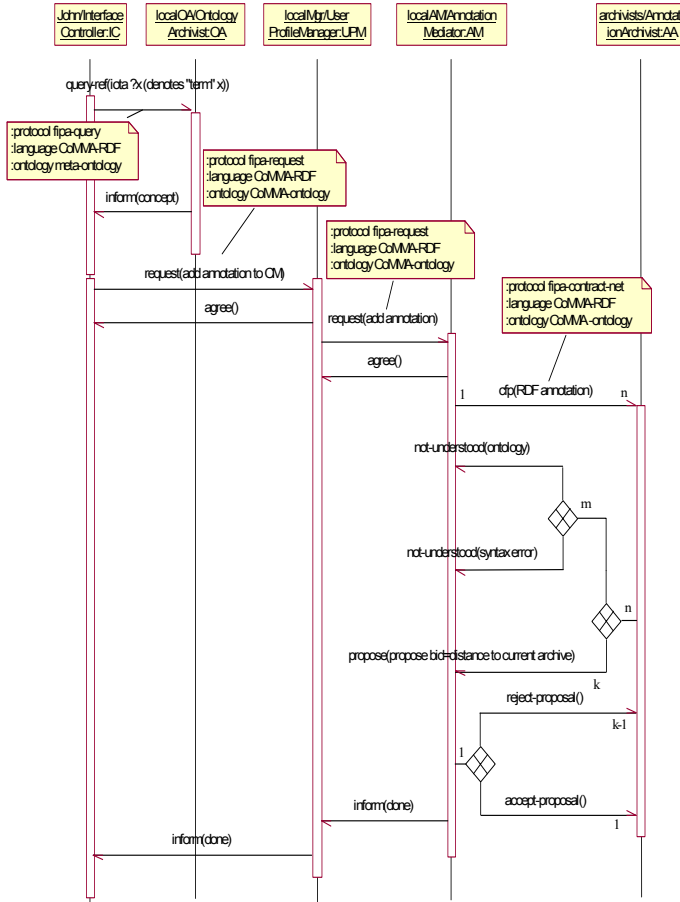 John/Interface
Controller:IC
localOA/Ontology
Archivist:OA
localMgr/User
ProfileManager:UPM
localAM/Annotation
Mediator:AM
archivists/Annotat
ionArchivist:AA
query-ref(iota ?x (denotes "term" x))
:protocol fipa-query
:language CoMMA-RDF
:ontology meta-ontology
:protocol fipa-request
:language CoMMA-RDF
:ontology CoMMA-ontology
inform(concept)
:protocol fipa-request
:language CoMMA-RDF
:ontology CoMMA-ontology
request(add annotation to CM)
:protocol fipa-contract-net
:language CoMMA-RDF
:ontology CoMMA -ontology
agree()
request(add annotation)
agree()
1
cfp(RDF annotation)
n
not-understood(ontology)
m
not-understood(syntax error)
n
propose(propose bid=distance to current archive)
k
reject-proposal()
k-1
1
accept-proposal()
inform(done)
1
inform(done)